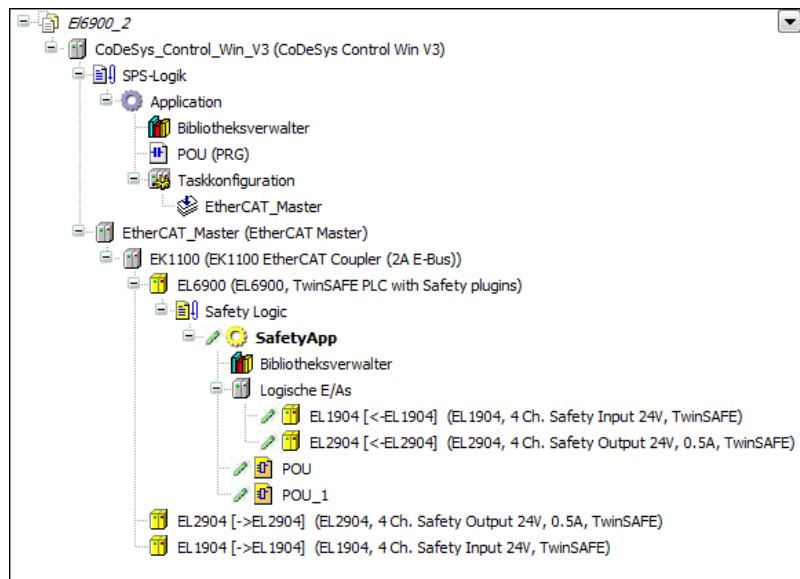 El6900_2
CoDeSys_Control_Win_V3 (CoDeSys Control Win V3)
SPS-Logik
Application
Bibliotheksverwalter
POU (PRG)
Taskkonfiguration
EtherCAT_Master
EtherCAT_Master (EtherCAT Master)
EK1100 (EK1100 EtherCAT Coupler (2A E-Bus))
EL6900 (EL6900, TwinSAFE PLC with Safety plugins)
Safety Logic
SafetyApp
Bibliotheksverwalter
Logische E/As
EL1904 [<-EL1904] (EL1904, 4 Ch. Safety Input 24V, TwinSAFE)
EL2904 [<-EL2904] (EL2904, 4 Ch. Safety Output 24V, 0.5A, TwinSAFE)
POU
POU_1
EL2904 [->EL2904] (EL2904, 4 Ch. Safety Output 24V, 0.5A, TwinSAFE)
EL1904 [->EL1904] (EL1904, 4 Ch. Safety Input 24V, TwinSAFE)